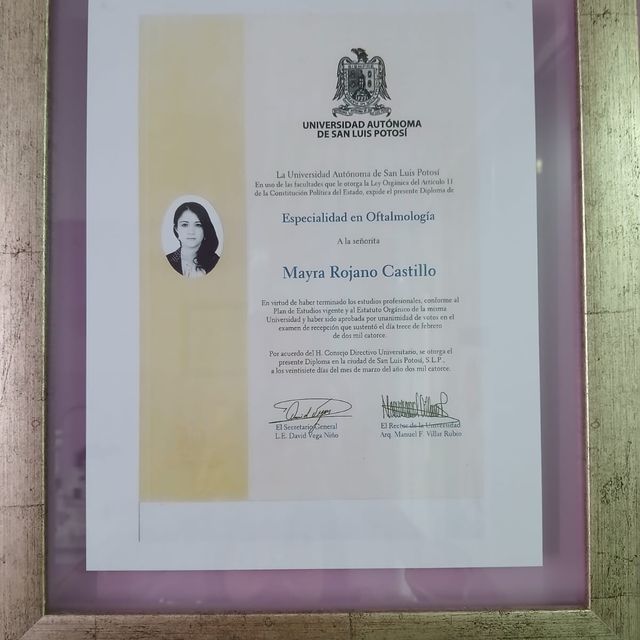 UNIVERSIDAD AUTÓNOMA
DE SAN LUIS POTOSÍ
La Universidad Autónoma de San Luis Potosí
En uso de las facultades que le otorga la Ley Orgánica del Artículo 11
de la Constitución Política del Estado, expide el presente Diploma de
Especialidad en Oftalmología
A la señorita
Mayra Rojano Castillo
En virtud de haber terminado los estudios profesionales, conforme al
Plan de Estudios vigente y al Estatuto Orgánico de la misma
Universidad y haber sido aprobada por unanimidad de votos en el
examen de recepción que sustentó el día trece de febrero
de dos mil catorce.
Por acuerdo del H. Consejo Directivo Universitario, se otorga el
presente Diploma en la ciudad de San Luis Potosí, S.L.P.,
a los veintisiete días del mes de marzo del año dos mil catorce.
El Secretario General
L.E. David Vega Niño
El Rector de la Universidad
Arq. Manuel F. Villar Rubio